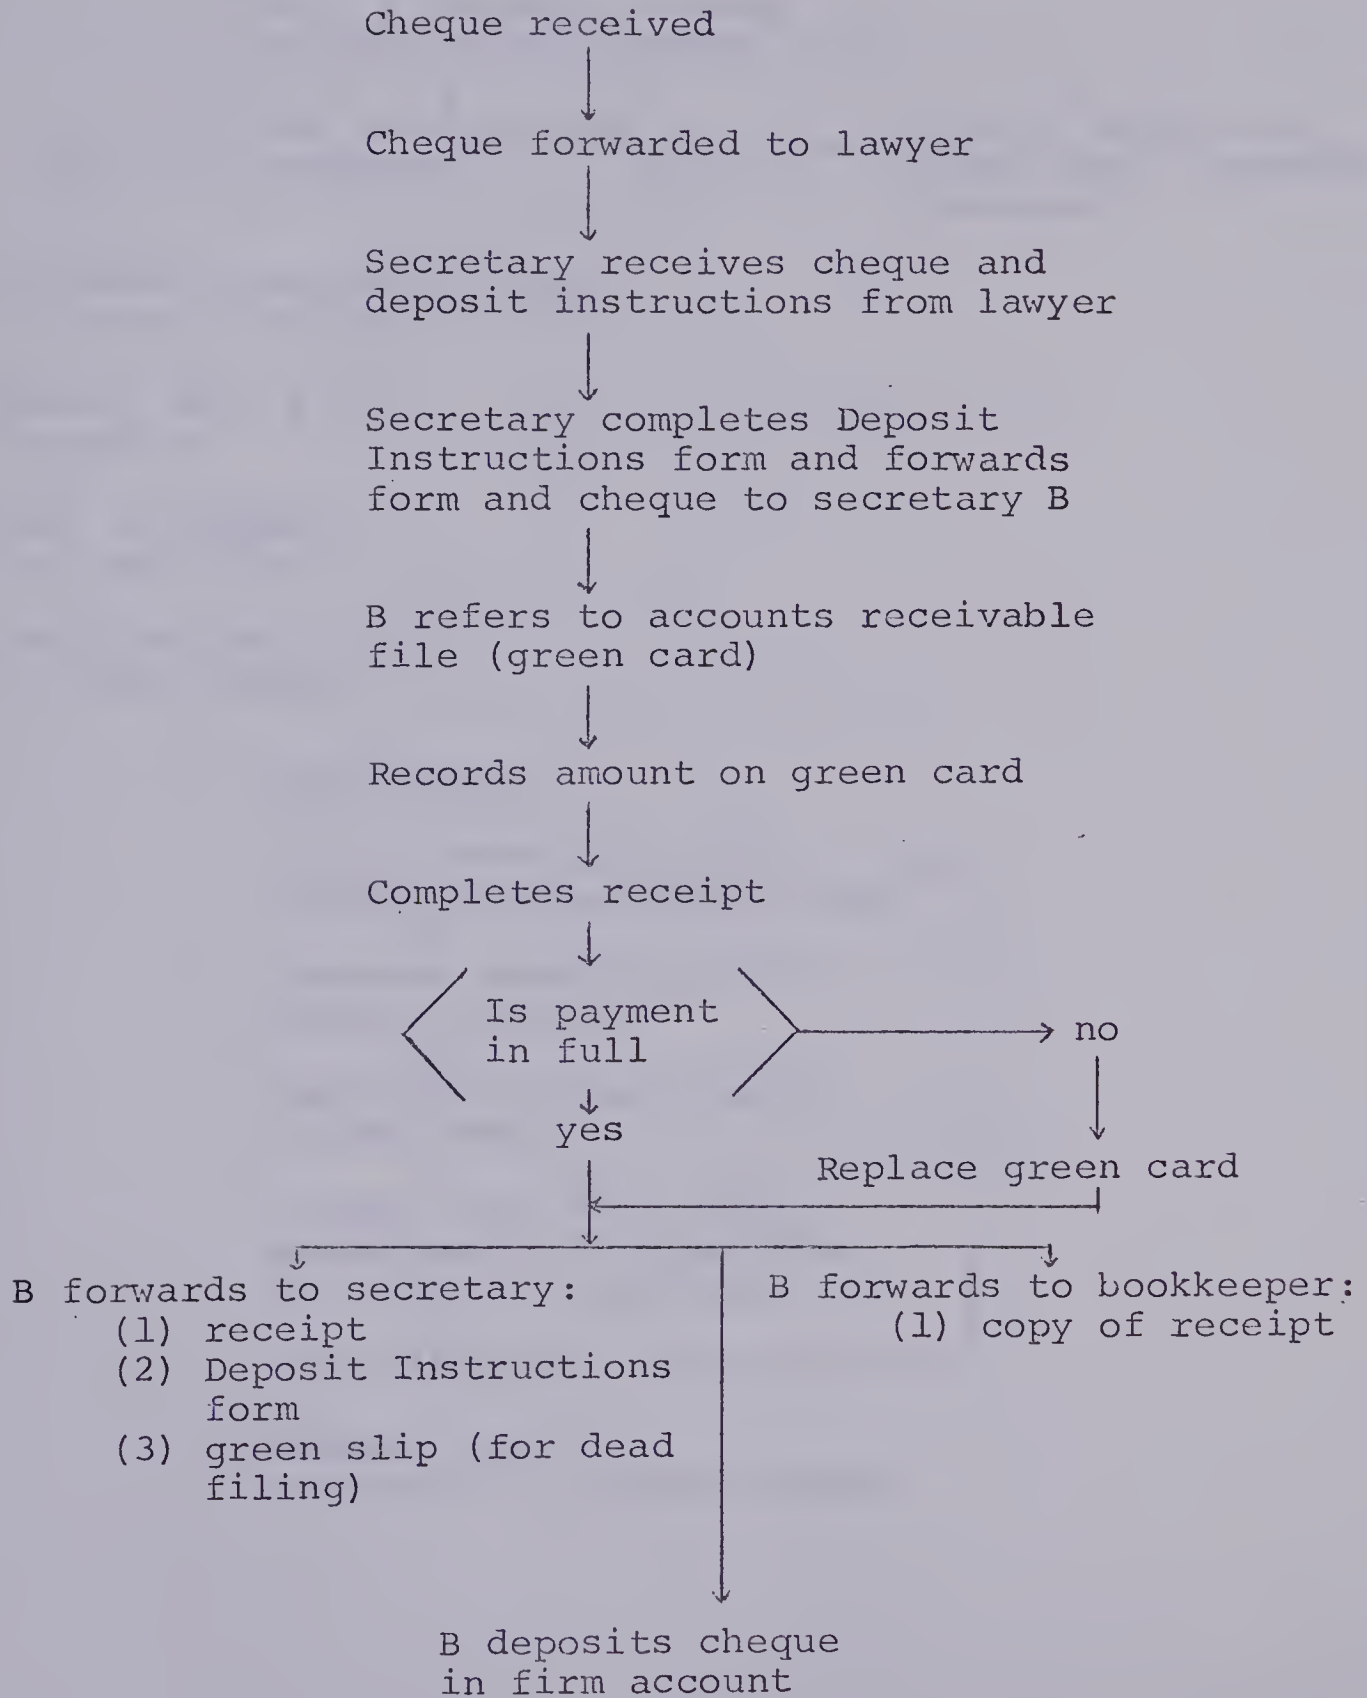 Cheque received
Cheque forwarded to lawyer
Secretary receives cheque and
deposit instructions from lawyer
Secretary completes Deposit
Instructions form and forwards
form and cheque to secretary B
B refers to accounts receivable
file (green card)
Records amount on green card
Completes receipt
Is payment
in full
no
yes
Replace green card
B forwards to secretary:
(1) receipt
(2) Deposit Instructions
form
(3) green slip (for dead
filing)
B forwards to bookkeeper:
(1) copy of receipt
B deposits cheque
in firm account